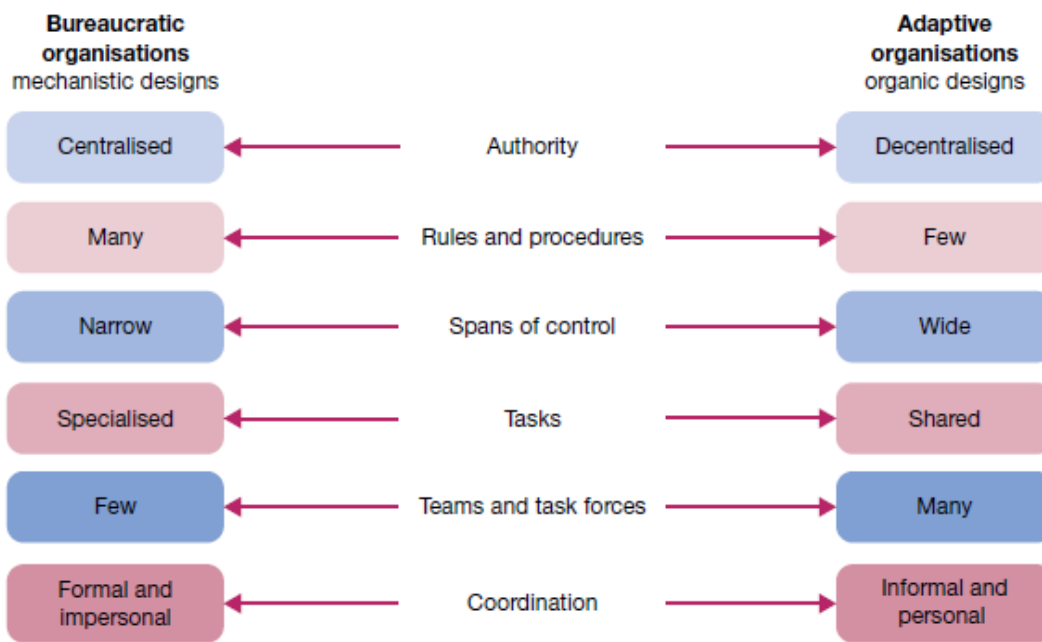 Bureaucratic
organisations
mechanistic designs
Adaptive
organisations
organic designs
Centralised
Authority
Decentralised
Many
Rules and procedures
Few
Narrow
Spans of control
Wide
Specialised
Tasks
Shared
Few
Teams and task forces
Many
Formal and
impersonal
Coordination
Informal and
personal